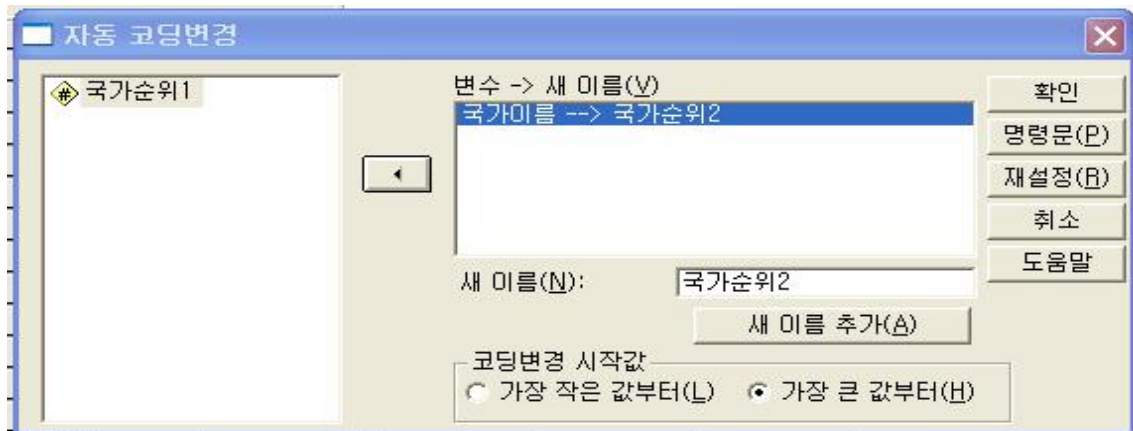 자동 코딩변경
국가순위1
변수 -> 새 이름(V)
국가이름 --> 국가순위2
확인
명령문(P)
재설정(R)
취소
도움말
새 이름(N):
국가순위2
새 이름 추가(A)
코딩변경 시작값
가장 작은 값부터(L) 가장 큰 값부터(H)